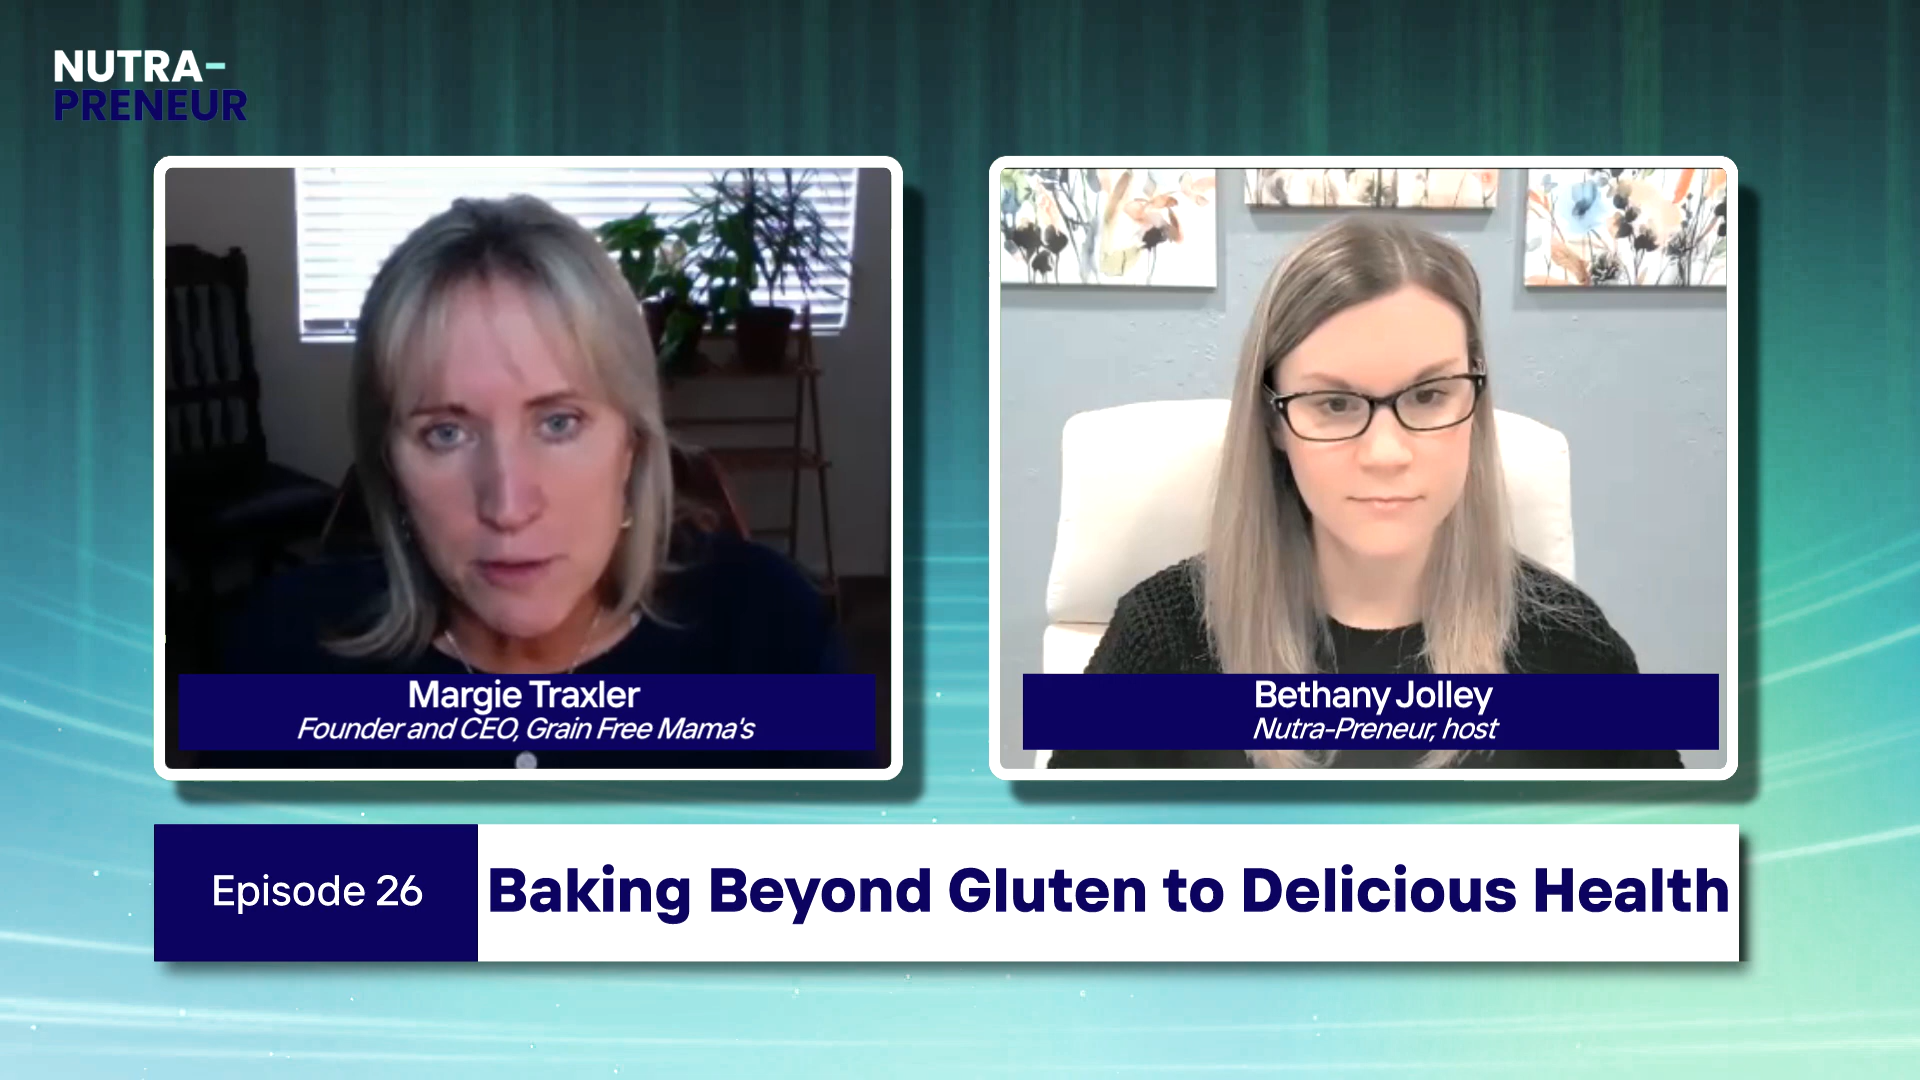 NUTRA-
PRENEUR
Margie Traxler
Founder and CEO, Grain Free Mama's
Bethany Jolley
Nutra-Preneur, host
Episode 26
Baking Beyond Gluten to Delicious Health